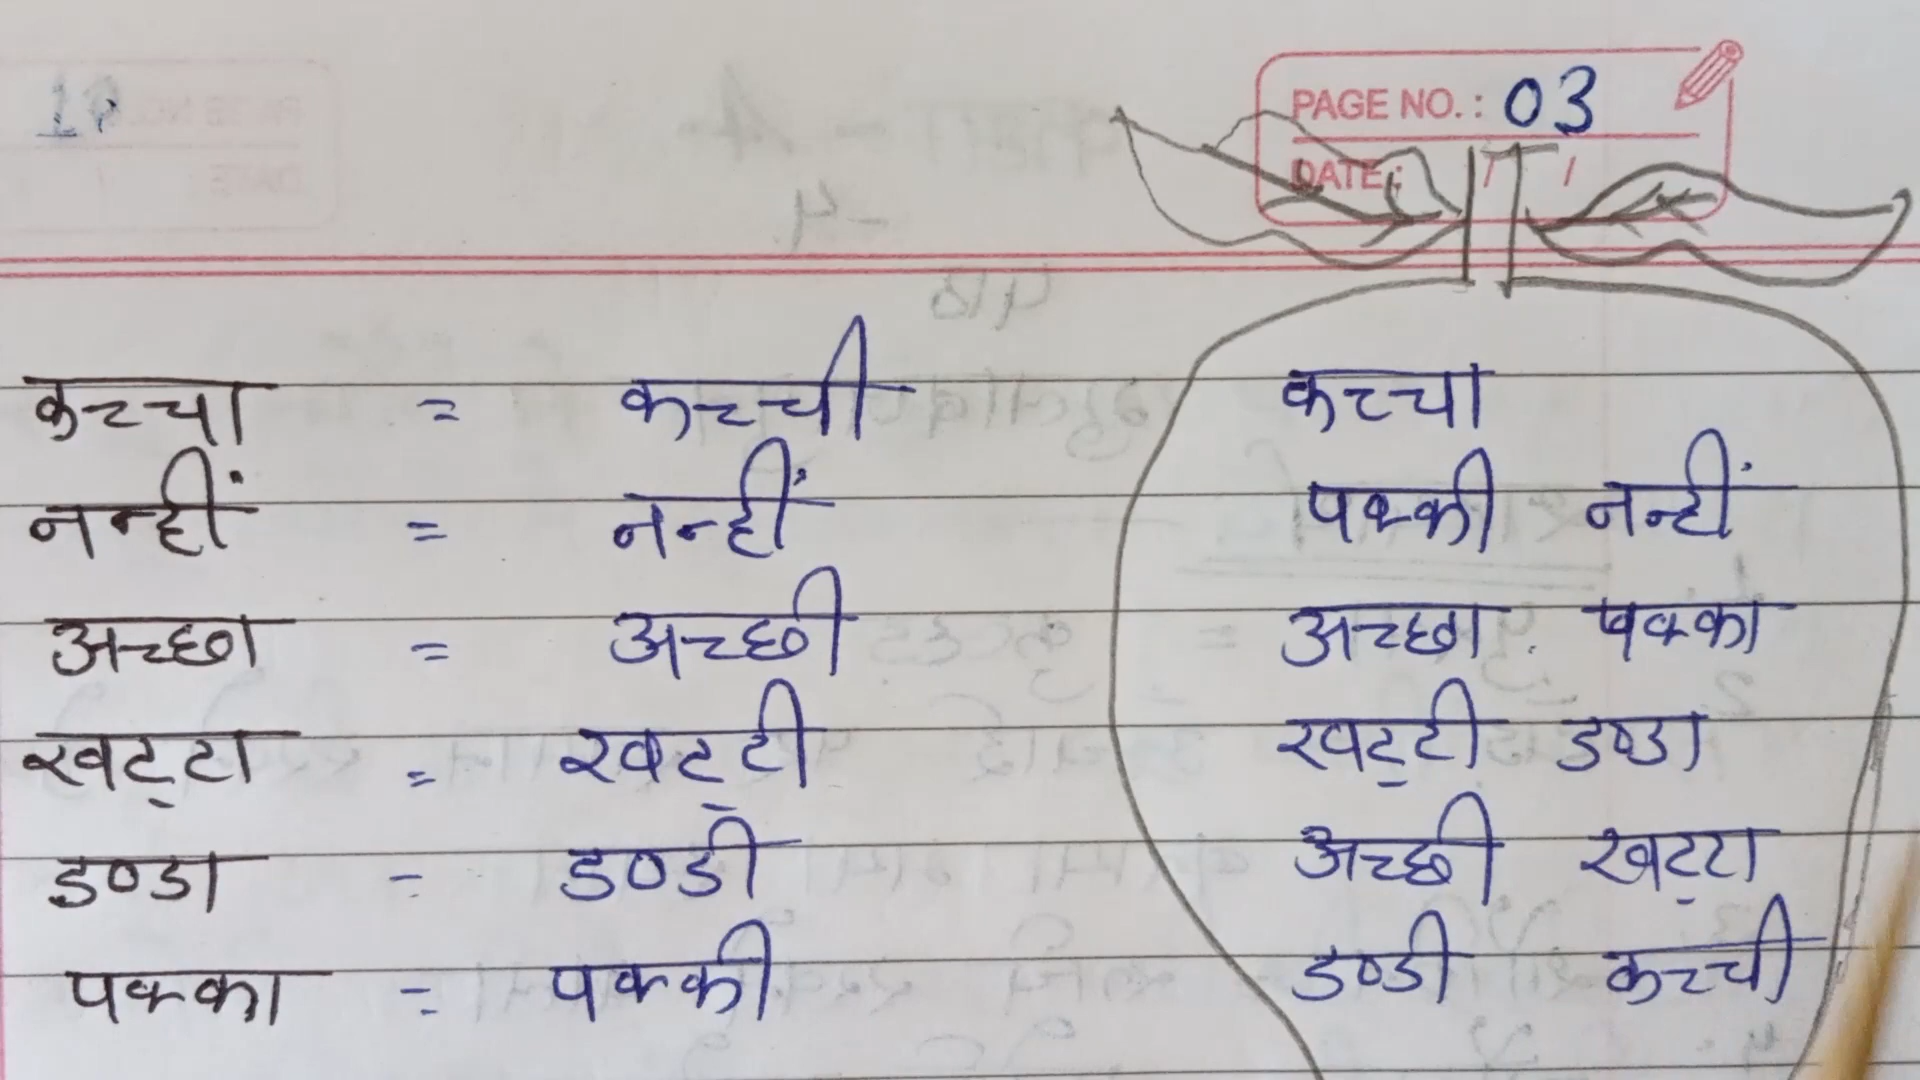 PAGE NO.: 03
DATE: / /
कच्चा = कच्ची कच्चा
नन्हीं = नन्हीं पक्की नन्हीं
अच्छा = अच्छी अच्छा पक्का
खट्टा = खट्टी खट्टी डण्डा
डण्डा = डण्डी अच्छी खट्टा
पक्का = पक्की डण्डी कच्ची